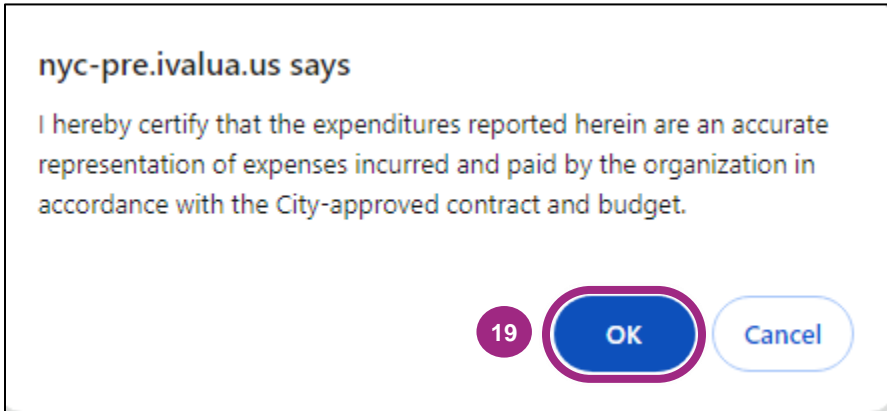 nyc-pre.ivalua.us says
I hereby certify that the expenditures reported herein are an accurate
representation of expenses incurred and paid by the organization in
accordance with the City-approved contract and budget.
19 OK Cancel